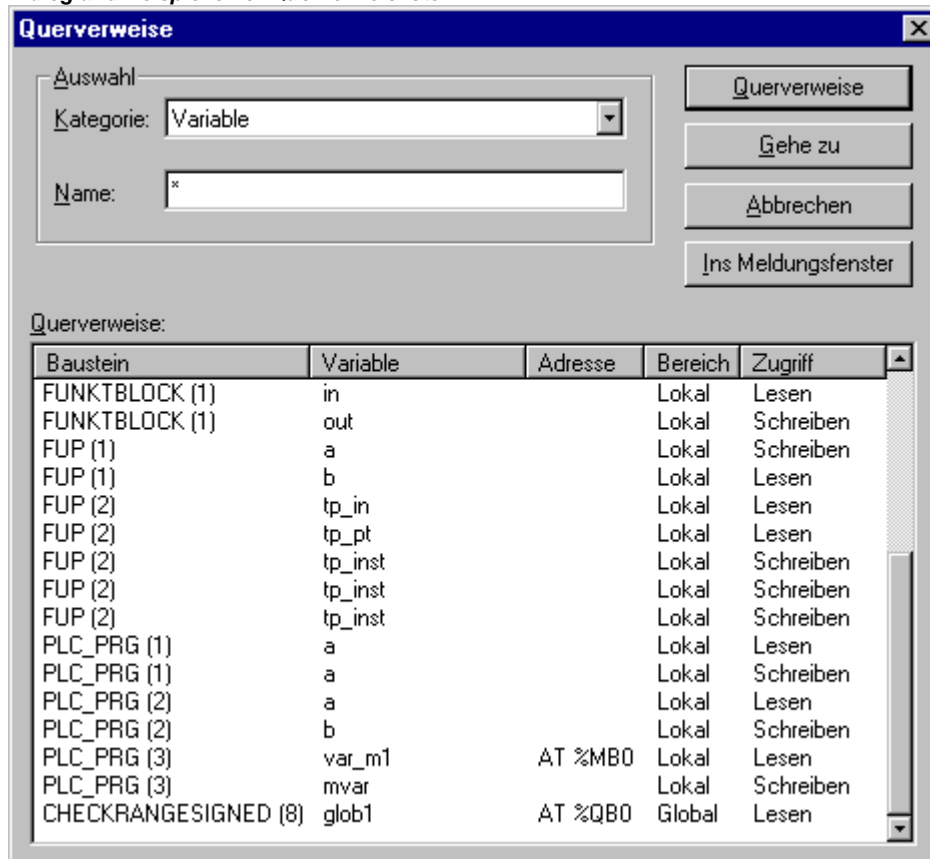 Querverweise
Auswahl
Kategorie: Variable
Name: *
Querverweise
Gehe zu
Abbrechen
Ins Meldungsfenster
Querverweise:
Baustein Variable Adresse Bereich Zugriff
FUNKTBLOCK (1) in Lokal Lesen
FUNKTBLOCK (1) out Lokal Schreiben
FUP (1) a Lokal Schreiben
FUP (1) b Lokal Lesen
FUP (2) tp_in Lokal Lesen
FUP (2) tp_pt Lokal Lesen
FUP (2) tp_inst Lokal Schreiben
FUP (2) tp_inst Lokal Schreiben
FUP (2) tp_inst Lokal Schreiben
PLC_PRG (1) a Lokal Lesen
PLC_PRG (1) a Lokal Schreiben
PLC_PRG (2) a Lokal Lesen
PLC_PRG (2) b Lokal Schreiben
PLC_PRG (3) var_m1 AT %MB0 Lokal Lesen
PLC_PRG (3) mvar Lokal Schreiben
CHECKRANGESIGNED (8) glob1 AT %QB0 Global Lesen